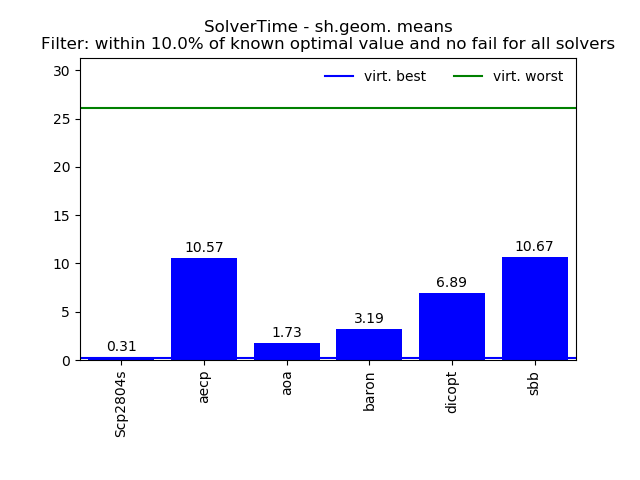 SolverTime - sh.geom. means
Filter: within 10.0% of known optimal value and no fail for all solvers
virt. best
virt. worst
30
25
20
15
10
5
0
0.31
10.57
1.73
3.19
6.89
10.67
Scp2804s
aecp
aoa
baron
dicopt
sbb